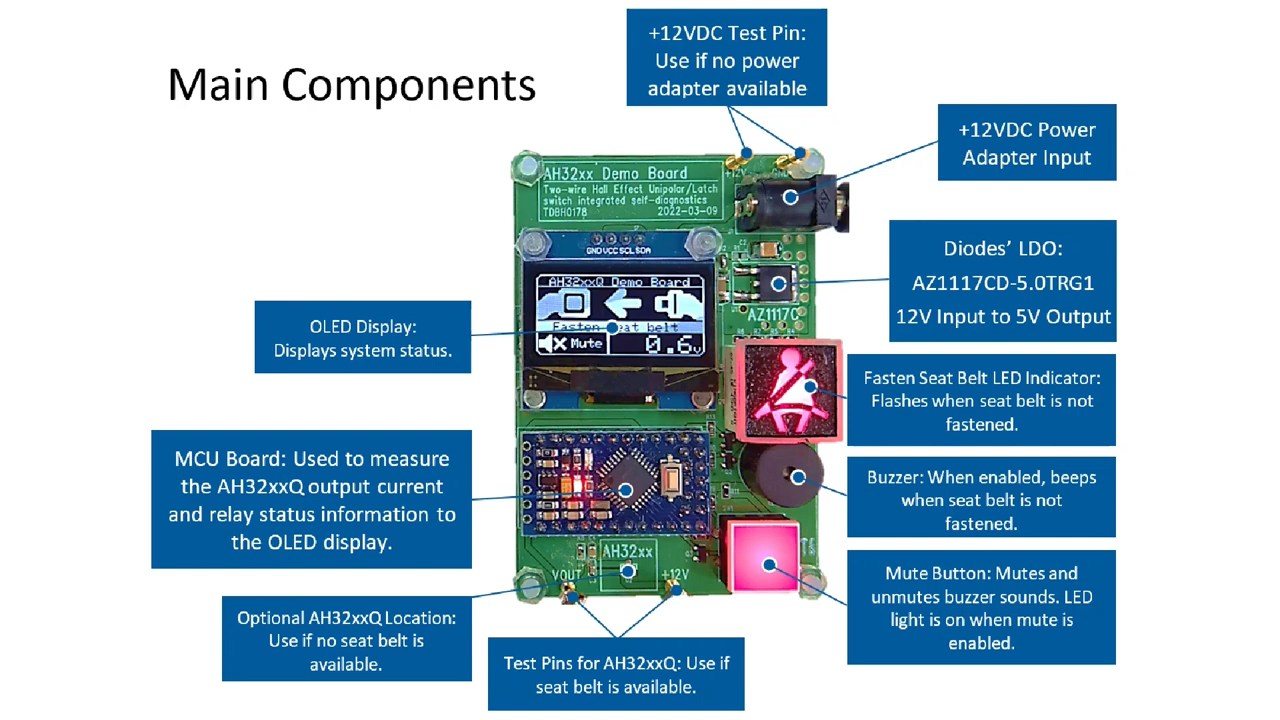 Main Components
+12VDC Test Pin:
Use if no power
adapter available
+12VDC Power
Adapter Input
Diodes' LDO:
AZ1117CD-5.0TRG1
12V Input to 5V Output
Fasten Seat Belt LED Indicator:
Flashes when seat belt is not
fastened.
Buzzer: When enabled, beeps
when seat belt is not
fastened.
Mute Button: Mutes and
unmutes buzzer sounds. LED
light is on when mute is
enabled.
OLED Display:
Displays system status.
MCU Board: Used to measure
the AH32xxQ output current
and relay status information to
the OLED display.
Optional AH32xxQ Location:
Use if no seat belt is
available.
Test Pins for AH32xxQ: Use if
seat belt is available.
AH32xx Demo Board
Two-wire Hall Effect Unipolar/Latch
switch integrated self-diagnostics
TDBH0178 2022-03-09
+12V
GND VCC SCL SDA
AH32xxQ Demo Board
Fasten seat belt
Mute 0.6v
AZ1117C
AH32xx
VOUT
+12V